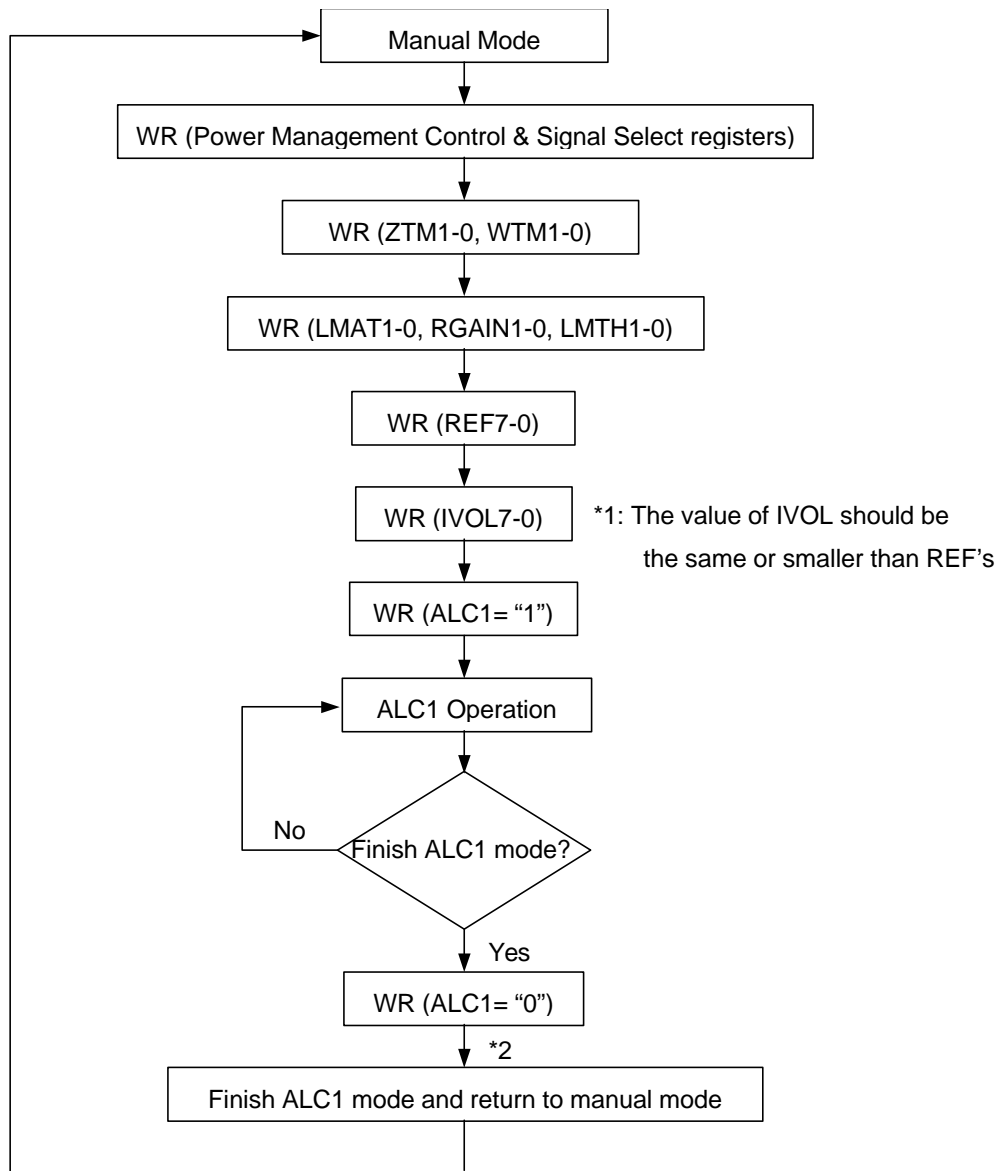 Manual Mode
WR (Power Management Control & Signal Select registers)
WR (ZTM1-0, WTM1-0)
WR (LMAT1-0, RGAIN1-0, LMTH1-0)
WR (REF7-0)
WR (IVOL7-0)
*1: The value of IVOL should be
the same or smaller than REF's
WR (ALC1= “1”)
ALC1 Operation
No
Finish ALC1 mode?
Yes
WR (ALC1= “0”)
*2
Finish ALC1 mode and return to manual mode